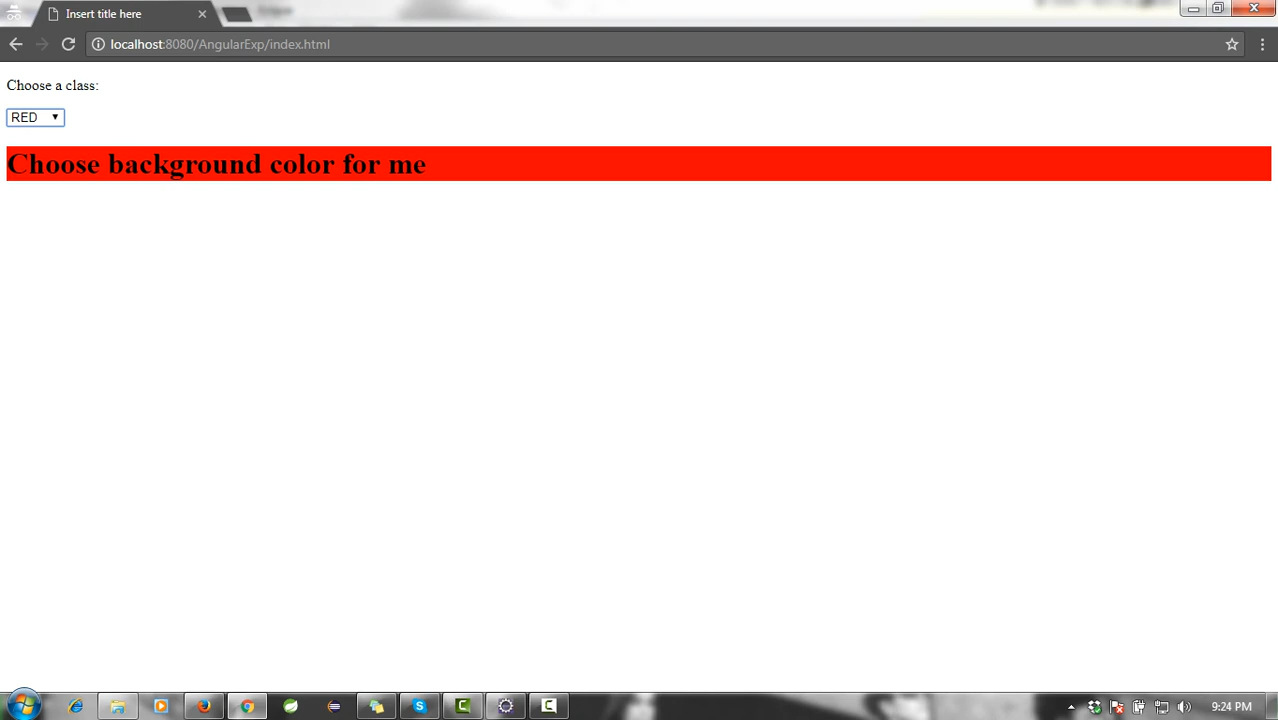 Insert title here
localhost:8080/AngularExp/index.html
Choose a class:
RED
Choose background color for me
9:24 PM